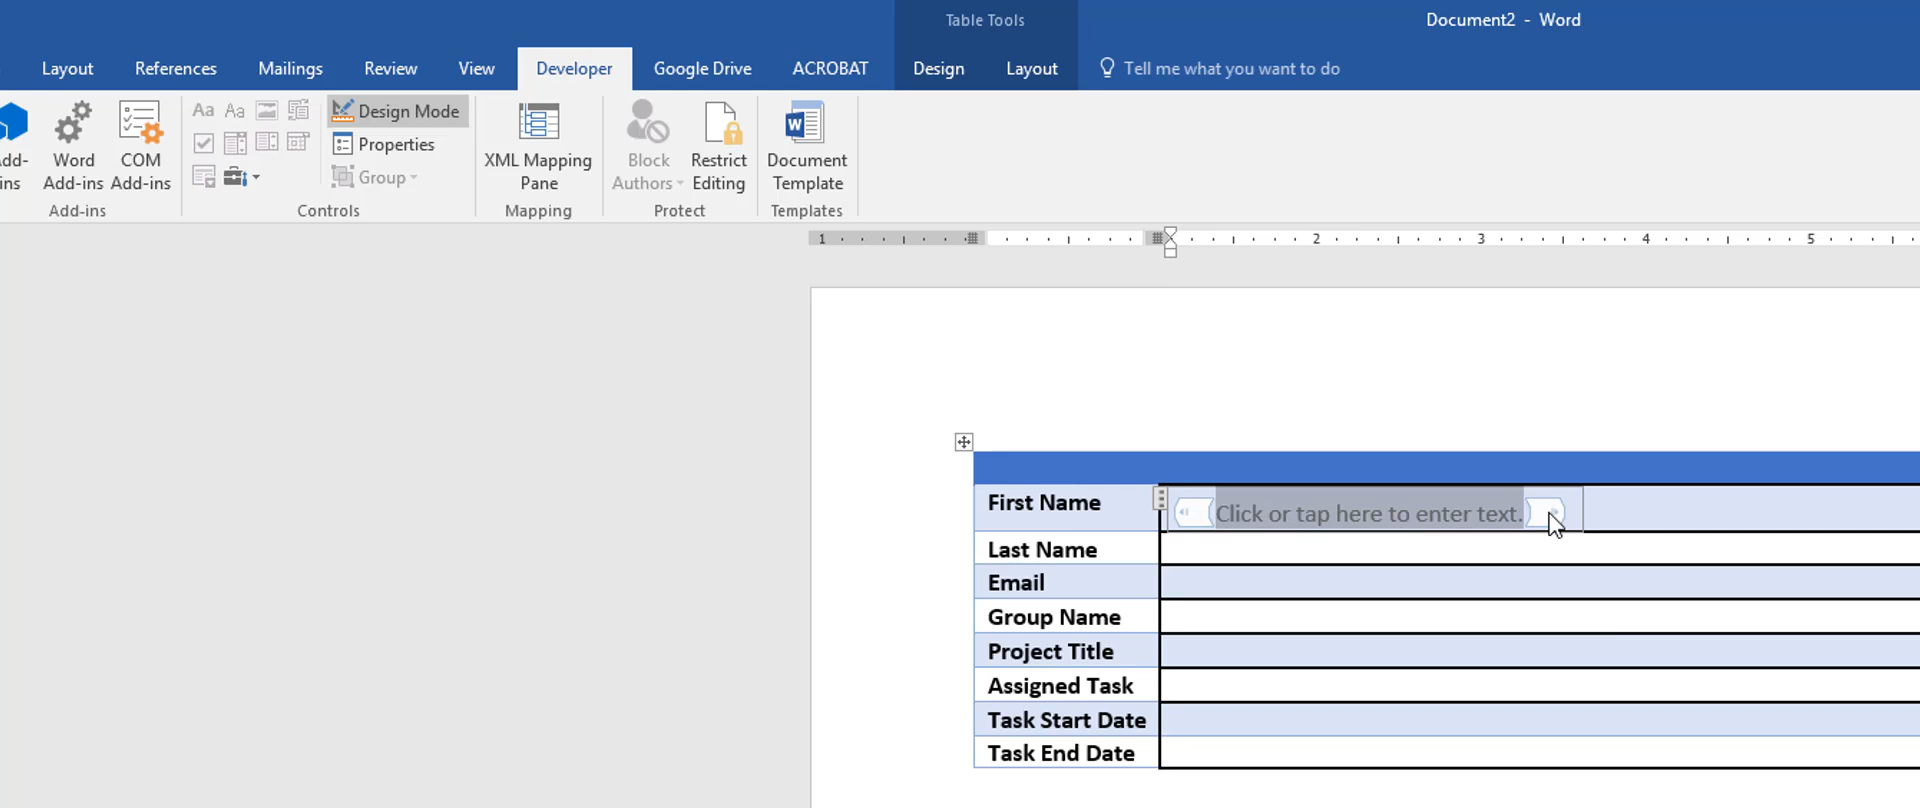 Table Tools
Document2 - Word
Layout References Mailings Review View Developer Google Drive ACROBAT Design Layout Tell me what you want to do
Aa Aa Design Mode
Properties
Group
Word
Add-ins
COM
Add-ins
XML Mapping
Pane
Block
Authors
Restrict
Editing
Document
Template
Add-ins Controls Mapping Protect Templates
1 2 3 4 5
First Name Click or tap here to enter text.
Last Name
Email
Group Name
Project Title
Assigned Task
Task Start Date
Task End Date